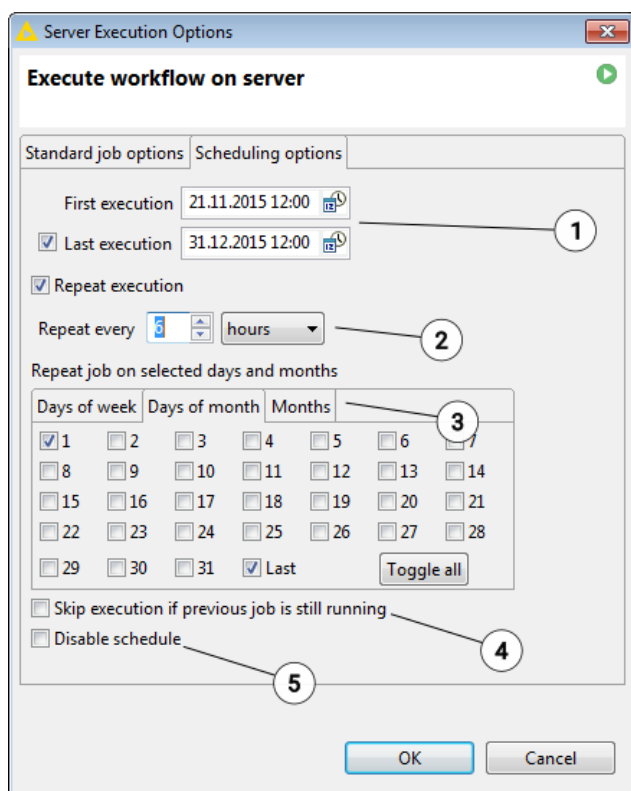 Server Execution Options
Execute workflow on server
Standard job options Scheduling options
First execution 21.11.2015 12:00
1
Last execution 31.12.2015 12:00
Repeat execution
Repeat every 6 hours
2
Repeat job on selected days and months
Days of week Days of month Months
3
1 2 3 4 5 6 7
8 9 10 11 12 13 14
15 16 17 18 19 20 21
22 23 24 25 26 27 28
29 30 31 Last Toggle all
Skip execution if previous job is still running
4
Disable schedule
5
OK Cancel